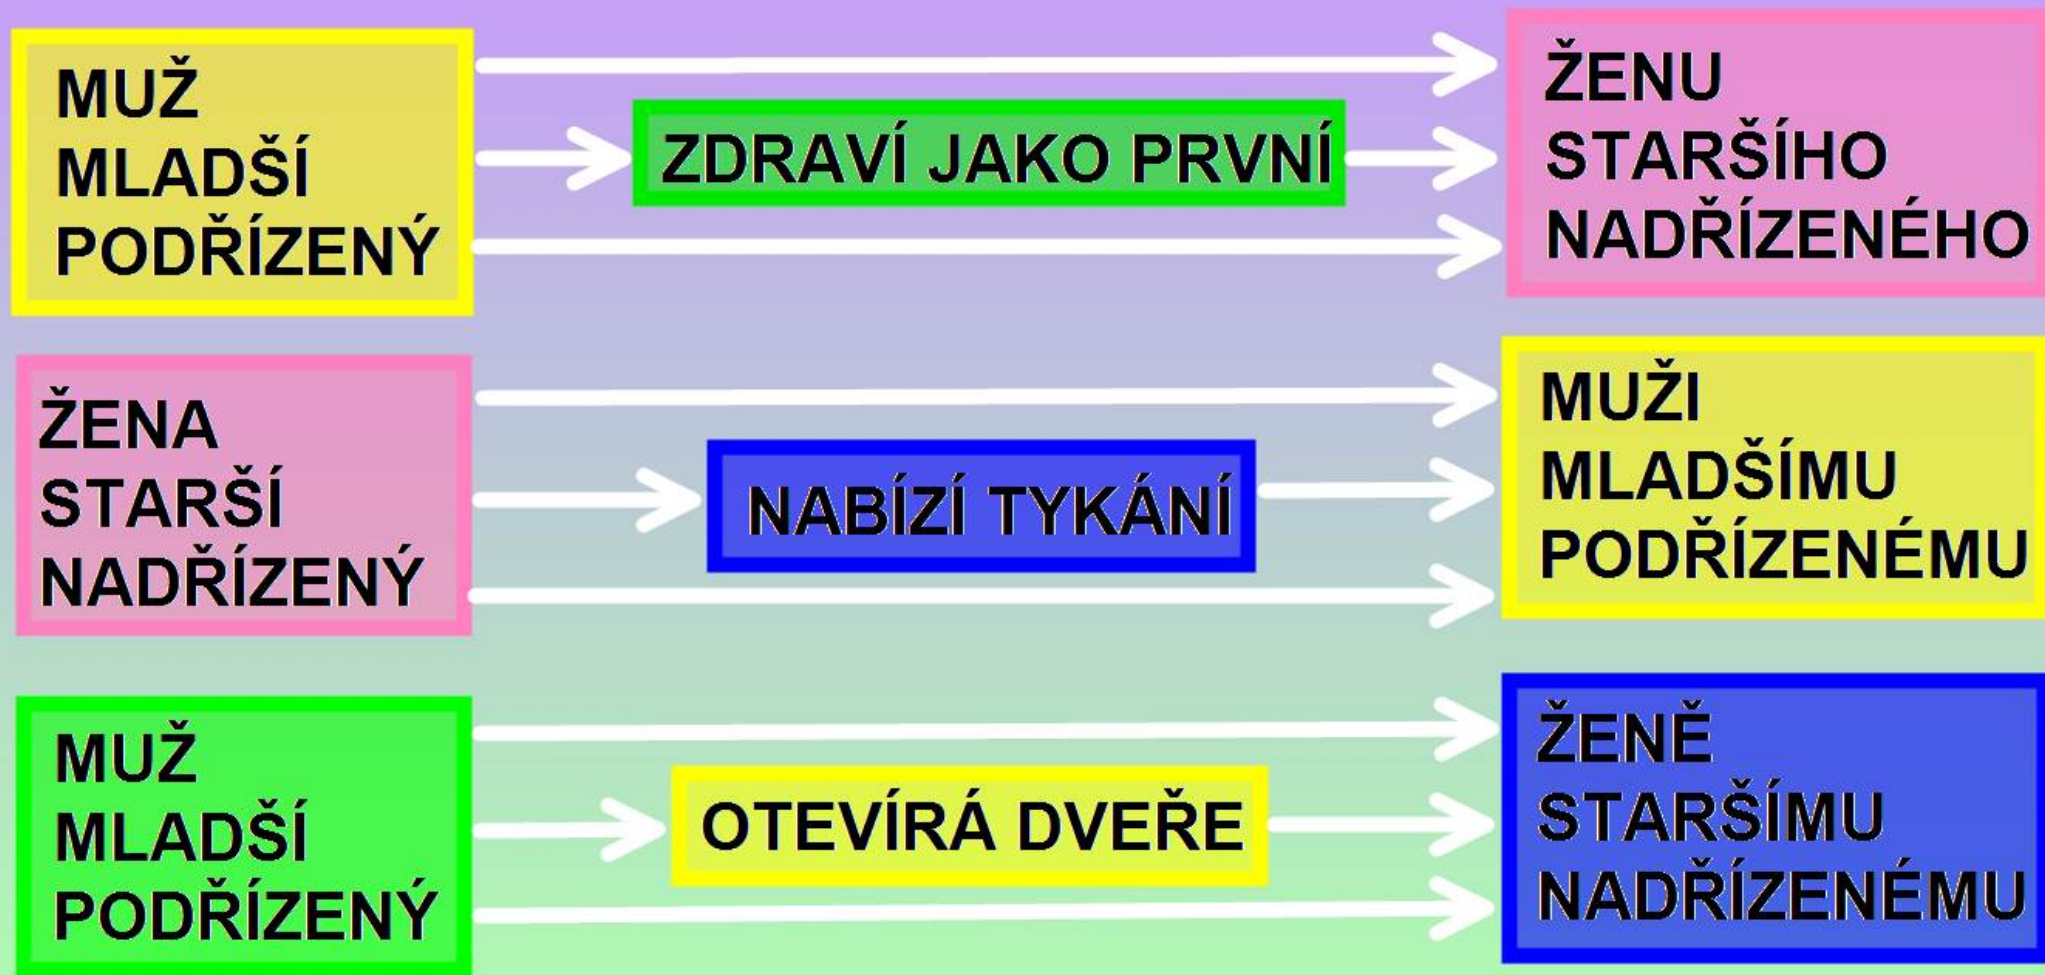 MUŽ
MLADŠÍ
PODŘÍZENÝ
ZDRAVÍ JAKO PRVNÍ
ŽENU
STARŠÍHO
NADŘÍZENÉHO
ŽENA
STARŠÍ
NADŘÍZENÝ
NABÍZÍ TYKÁNÍ
MUŽI
MLADŠÍMU
PODŘÍZENÉMU
MUŽ
MLADŠÍ
PODŘÍZENÝ
OTEVÍRÁ DVEŘE
ŽENĚ
STARŠÍMU
NADŘÍZENÉMU